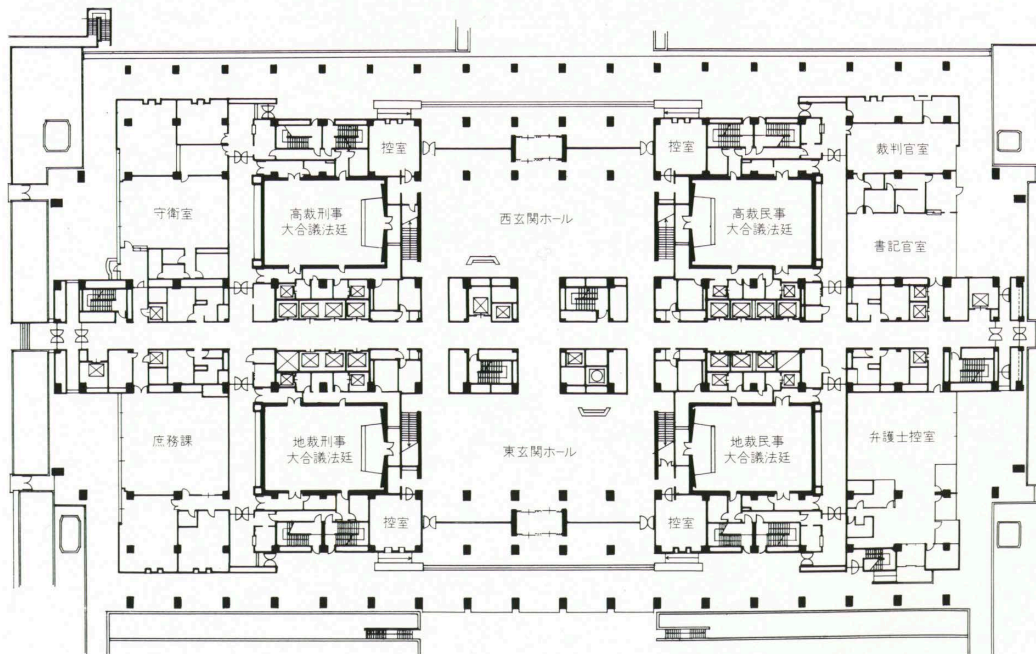 控室
控室
裁判官室
守衛室
高裁刑事
大合議法廷
西玄関ホール
高裁民事
大合議法廷
書記官室
庶務課
地裁刑事
大合議法廷
東玄関ホール
地裁民事
大合議法廷
弁護士控室
控室
控室